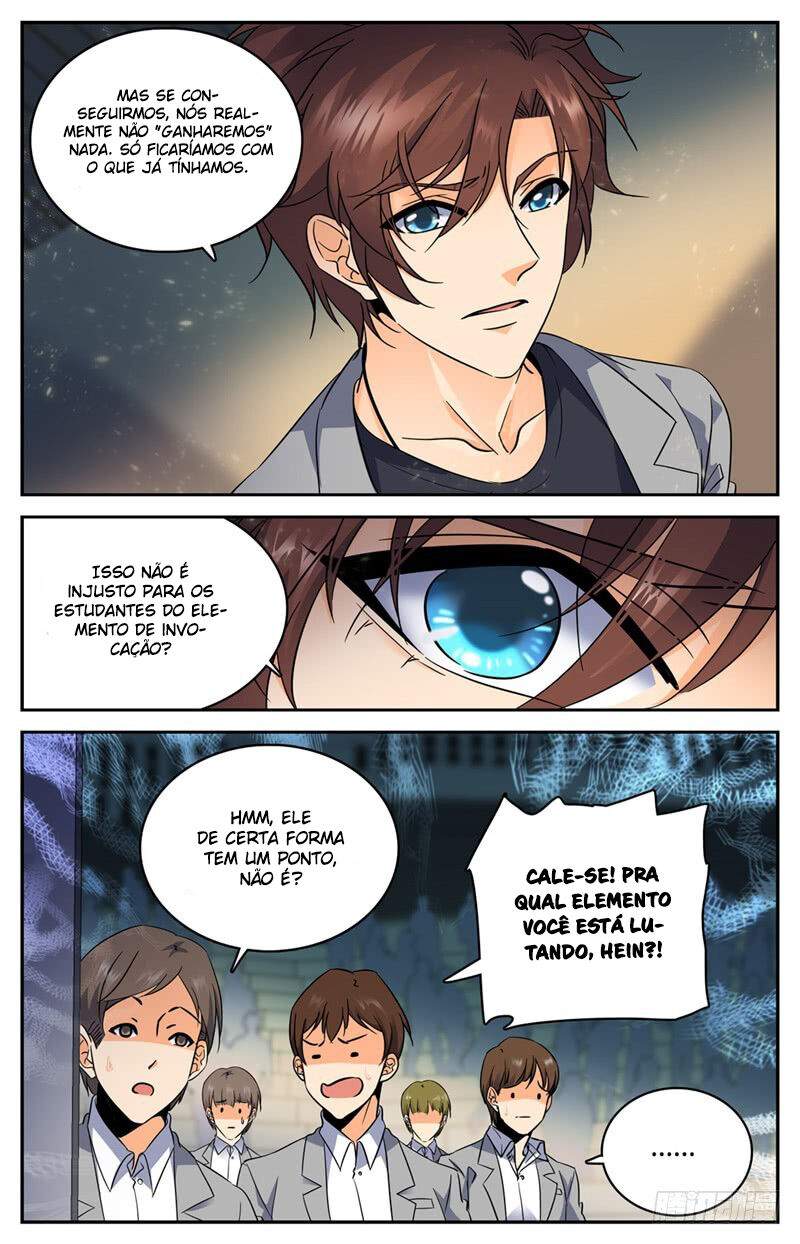 MAS SE CON-
SEGUIRMOS, NÓS REAL-
MENTE NÃO "GANHAREMOS"
NADA. SÓ FICARÍAMOS COM
O QUE JÁ TÍNHAMOS.
ISSO NÃO É
INJUSTO PARA OS
ESTUDANTES DO ELE-
MENTO DE INVO-
CAÇÃO?
HMM, ELE
DE CERTA FORMA
TEM UM PONTO,
NÃO É?
CALE-SE! PRA
QUAL ELEMENTO
VOCÊ ESTÁ LU-
TANDO, HEIN?!
......